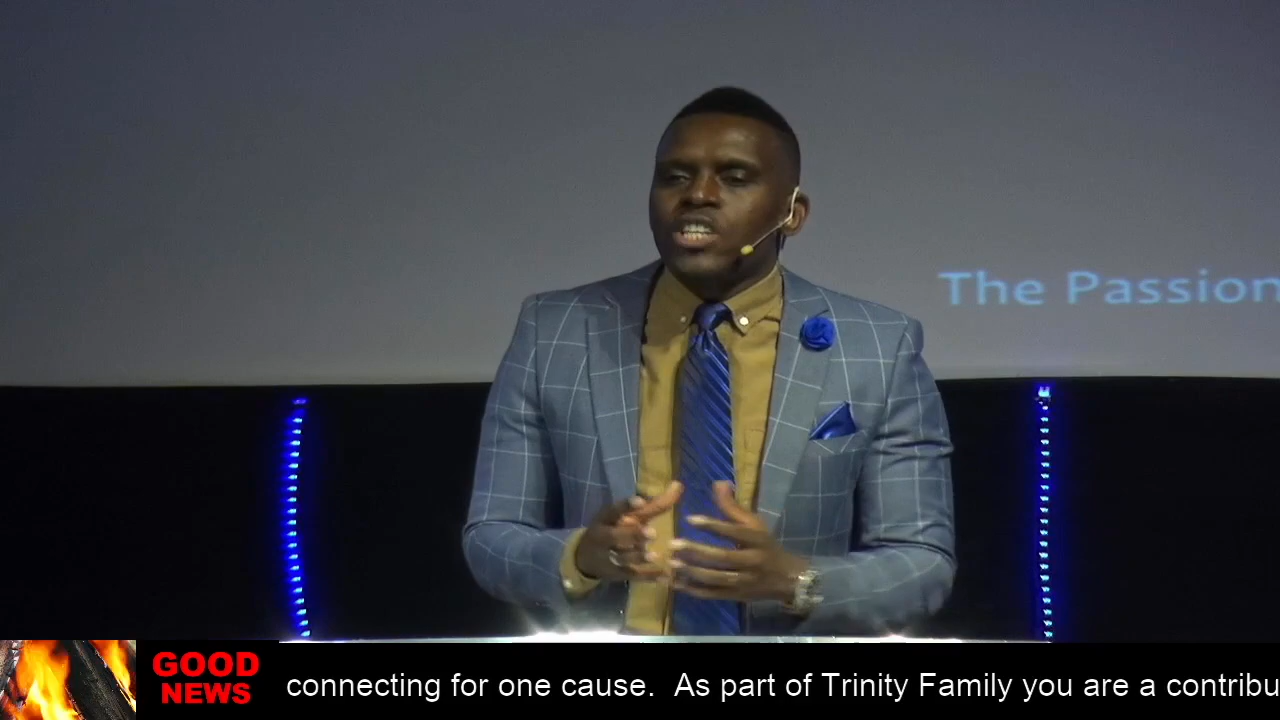 The Passion
GOOD
NEWS
connecting for one cause.  As part of Trinity Family you are a contribu